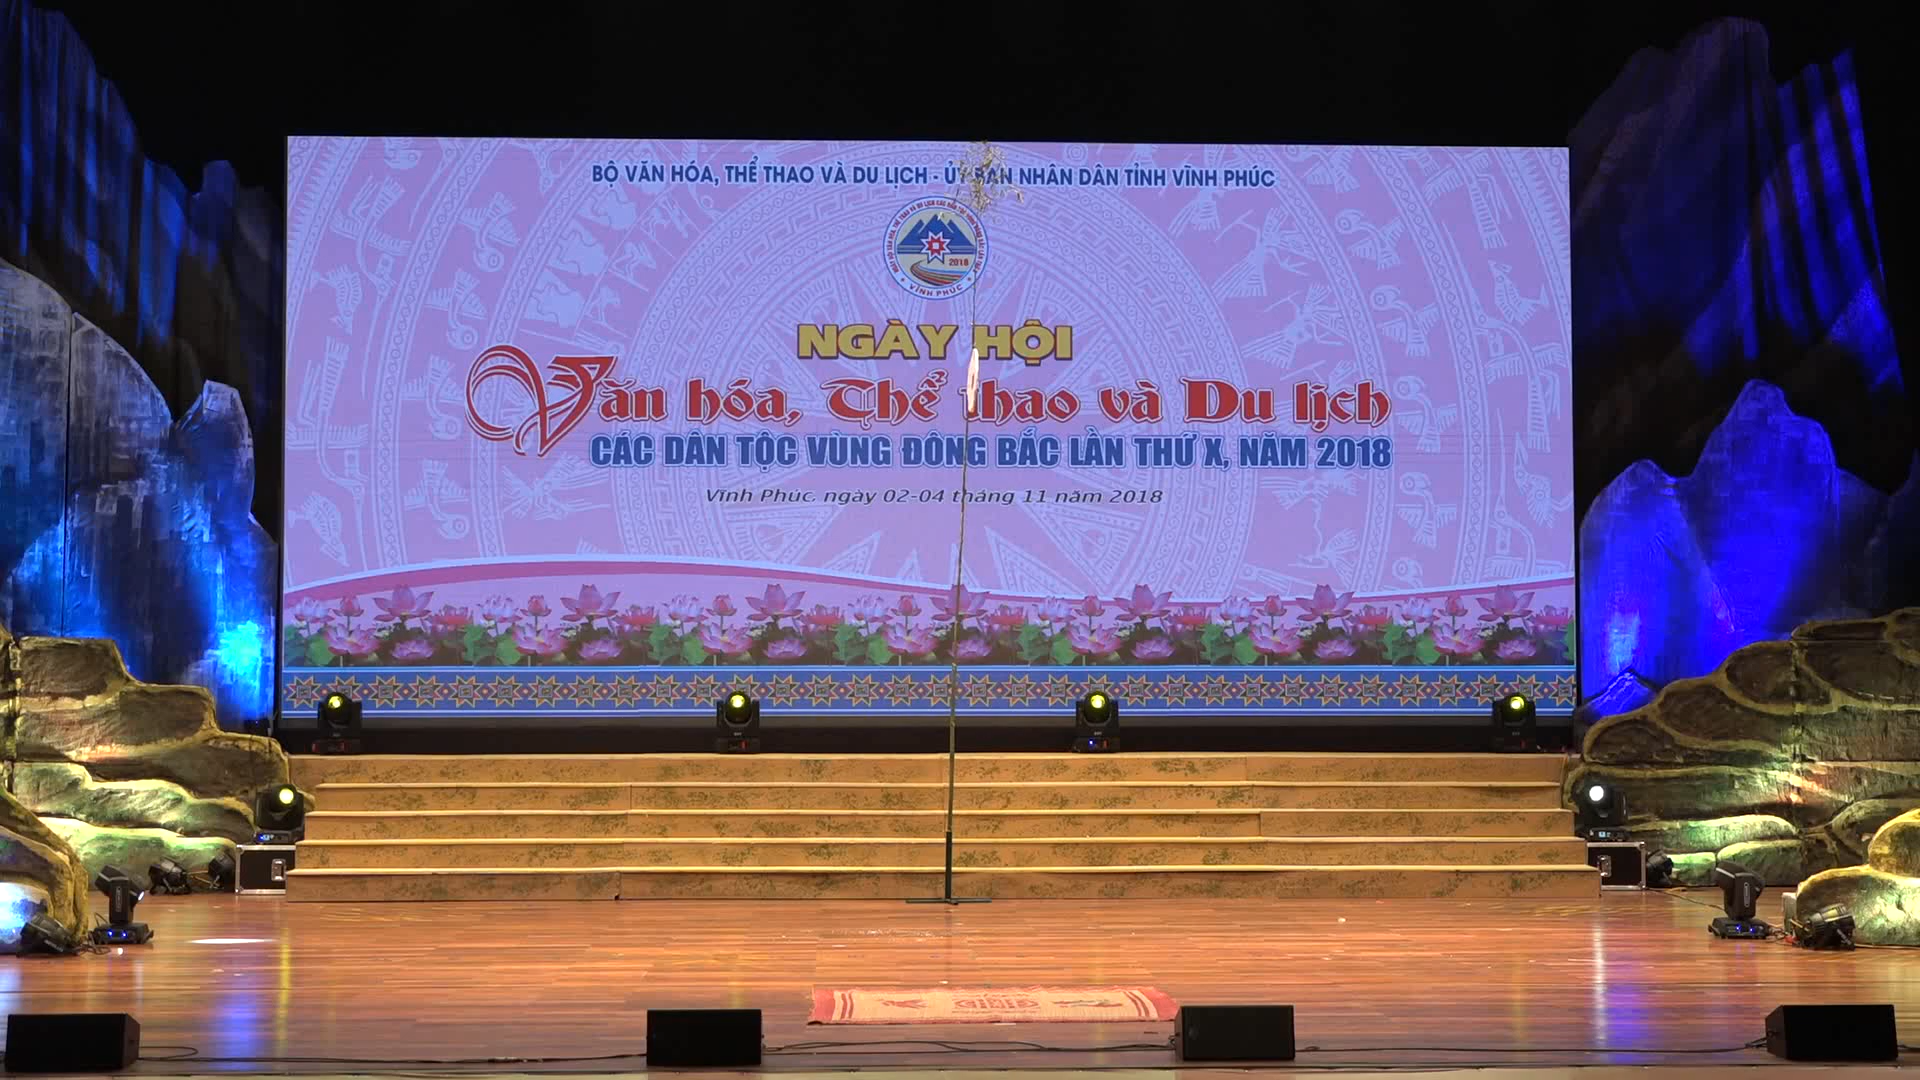 BỘ VĂN HÓA, THỂ THAO VÀ DU LỊCH - ỦY BAN NHÂN DÂN TỈNH VĨNH PHÚC
2018
VĨNH PHÚC
NGÀY HỘI
Văn hóa, Thể thao và Du lịch
CÁC DÂN TỘC VÙNG ĐÔNG BẮC LẦN THỨ X, NĂM 2018
Vĩnh Phúc, ngày 02-04 tháng 11 năm 2018